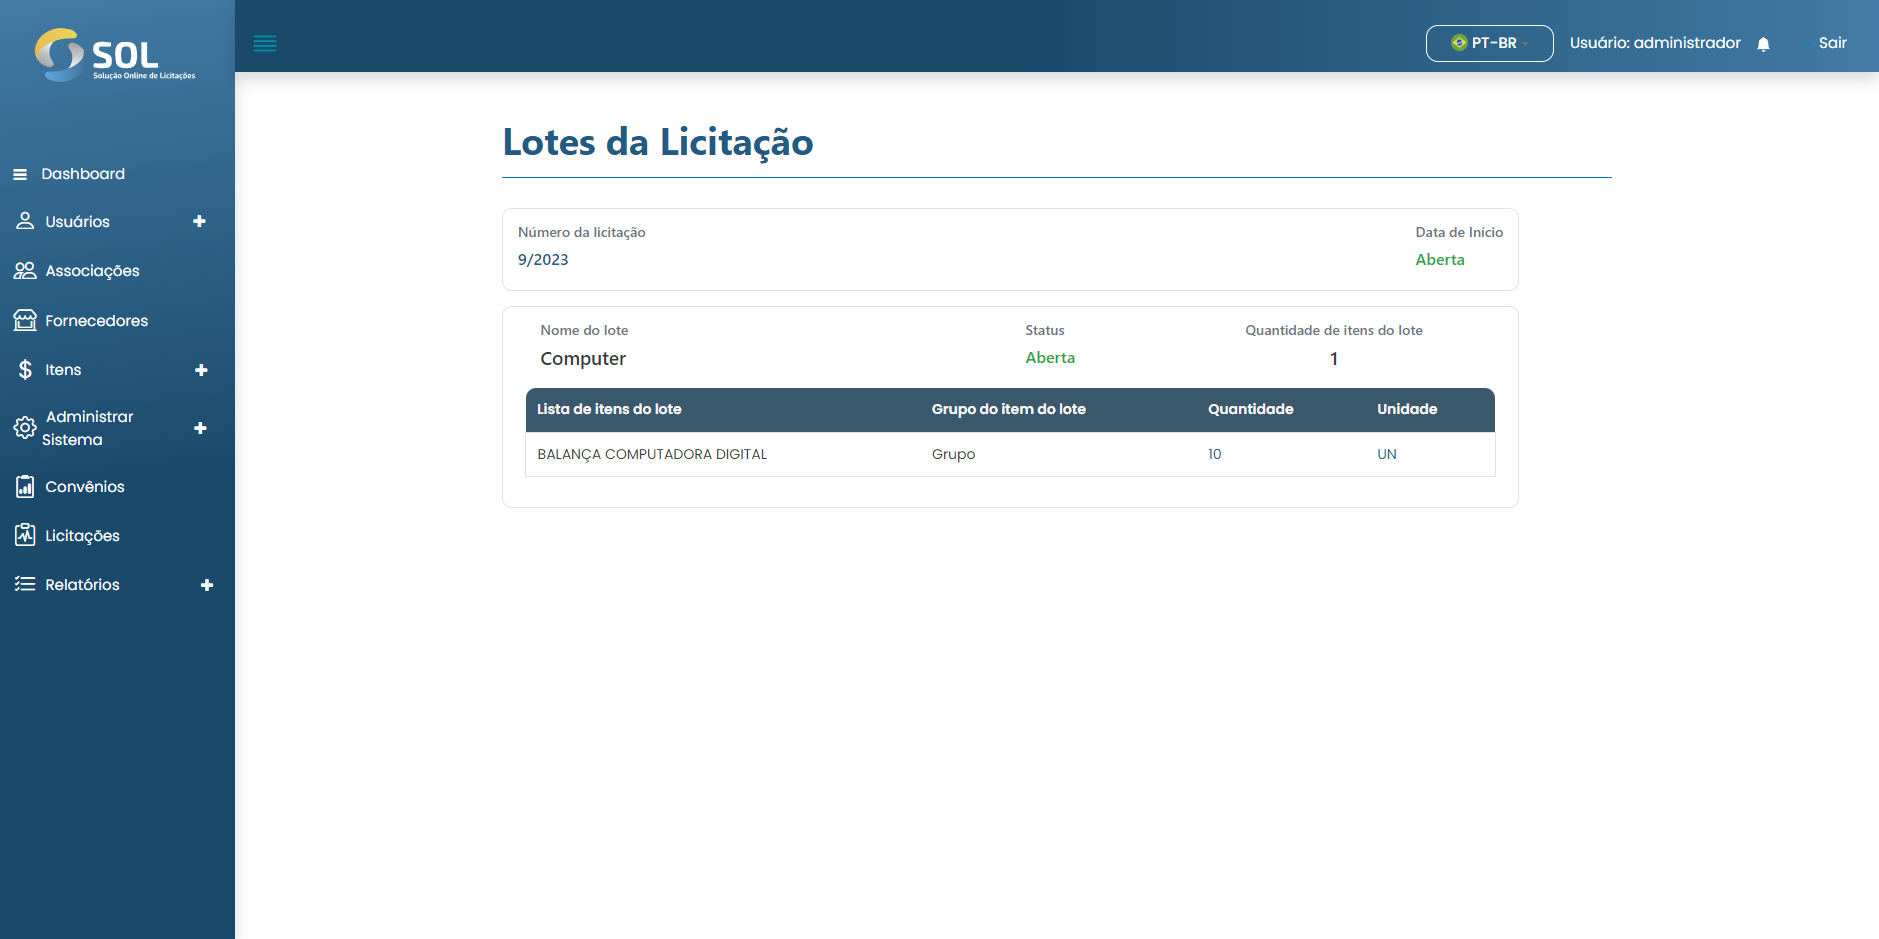 SOL
Solução Online de Licitações
PT-BR
Usuário: administrador
Sair
Dashboard
Usuários
Associações
Fornecedores
Itens
Administrar
Sistema
Convênios
Licitações
Relatórios
Lotes da Licitação
Número da licitação
Data de Início
9/2023
Aberta
Nome do lote
Status
Quantidade de itens do lote
Computer
Aberta
1
Lista de itens do lote
Grupo do item do lote
Quantidade
Unidade
BALANÇA COMPUTADORA DIGITAL
Grupo
10
UN